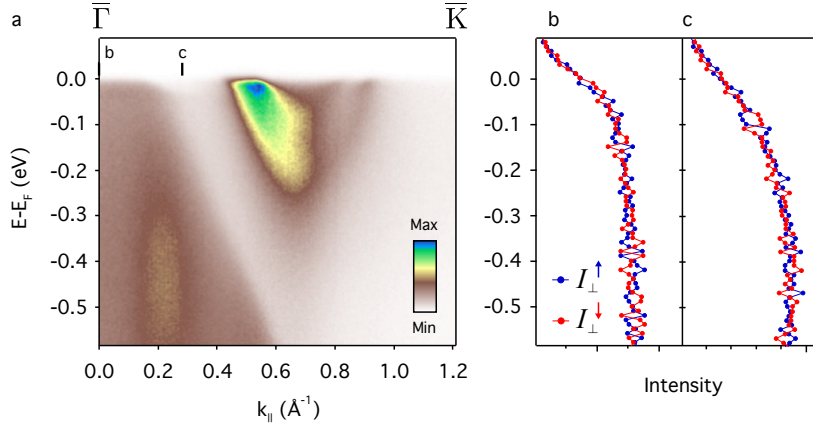 a
Γ̅
K̅
b
c
b
c
0.0
-0.1
-0.2
-0.3
-0.4
-0.5
E-E_F (eV)
Max
Min
0.0 0.2 0.4 0.6 0.8 1.0 1.2
k_|| (Å⁻¹)
0.0
-0.1
-0.2
-0.3
-0.4
-0.5
I_⊥ ↑
I_⊥ ↓
Intensity